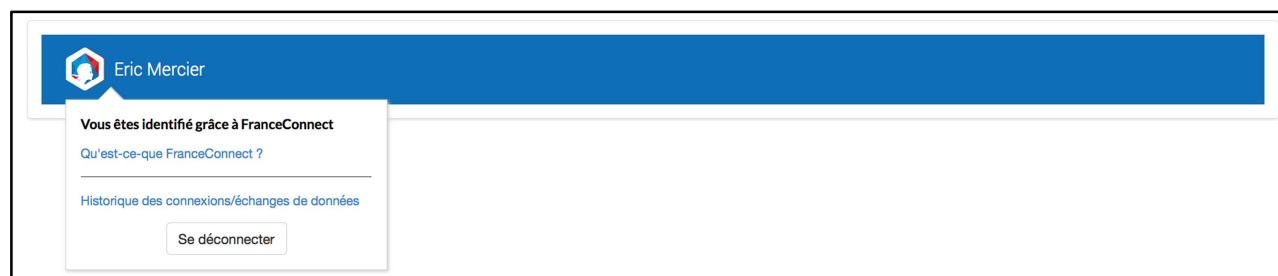 Eric Mercier
Vous êtes identifié grâce à FranceConnect
Qu'est-ce-que FranceConnect ?
Historique des connexions/échanges de données
Se déconnecter